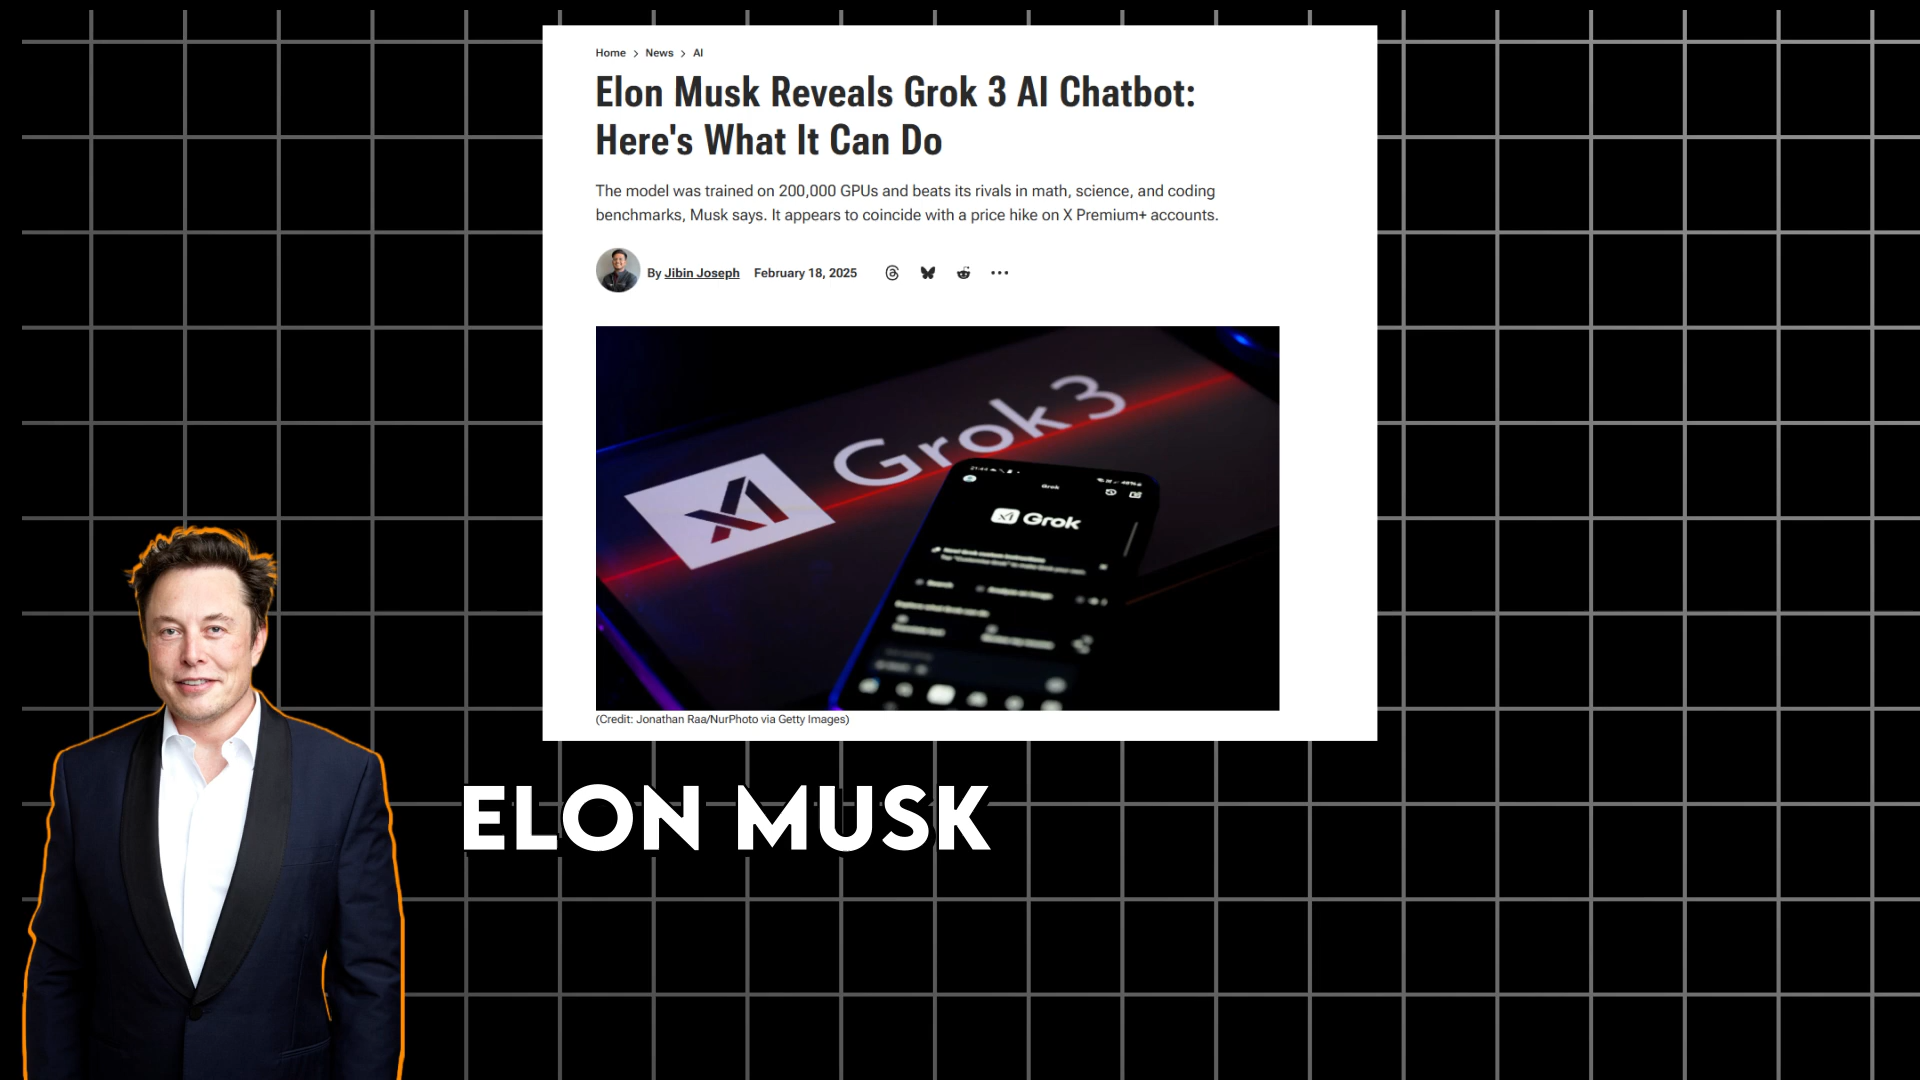 Home > News > AI
Elon Musk Reveals Grok 3 AI Chatbot:
Here's What It Can Do
The model was trained on 200,000 GPUs and beats its rivals in math, science, and coding
benchmarks, Musk says. It appears to coincide with a price hike on X Premium+ accounts.
By Jibin Joseph February 18, 2025
Grok 3
Grok
Grok
(Credit: Jonathan Raa/NurPhoto via Getty Images)
ELON MUSK